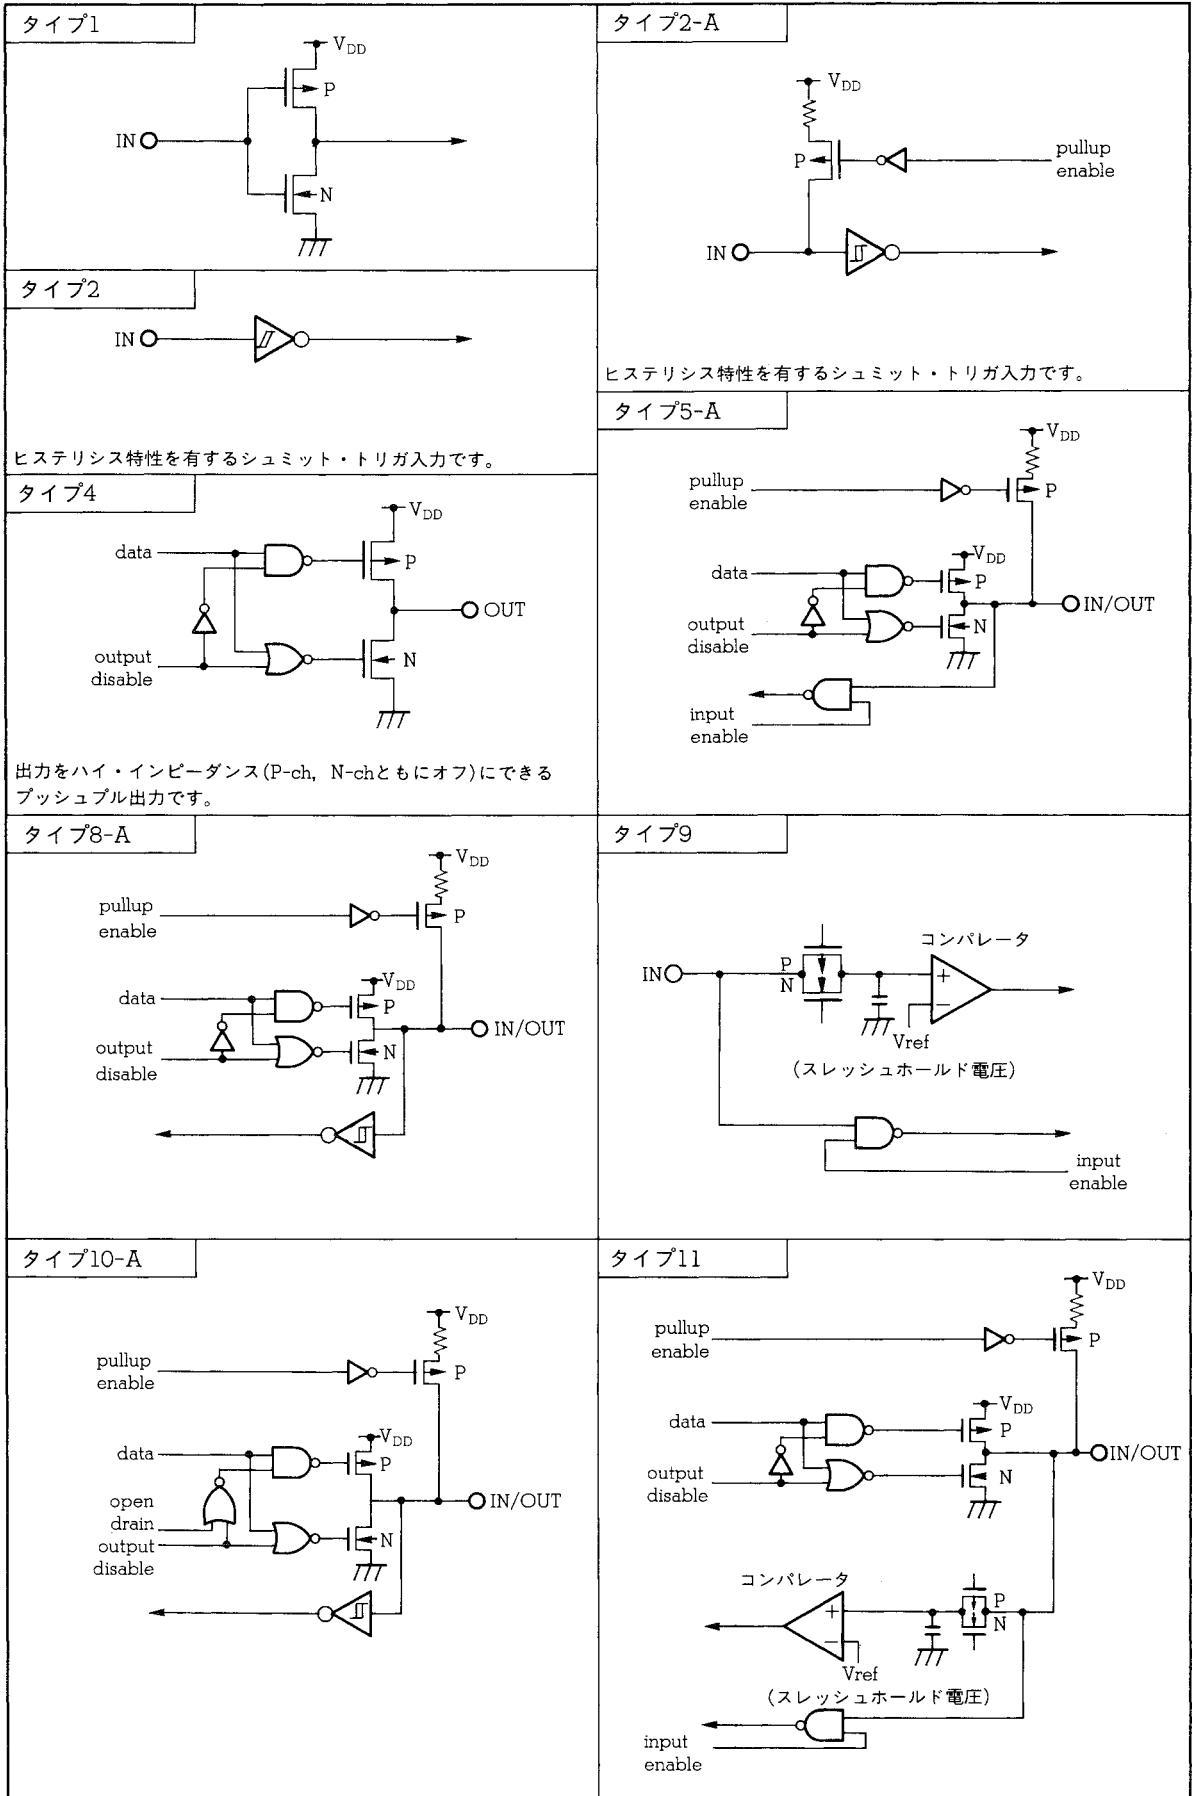 タイプ1
VDD
P
IN
N
タイプ2-A
VDD
P
pullup
enable
IN
ヒステリシス特性を有するシュミット・トリガ入力です。
タイプ2
IN
ヒステリシス特性を有するシュミット・トリガ入力です。
タイプ4
VDD
data
P
OUT
output
disable
N
出力をハイ・インピーダンス(P-ch, N-chともにオフ)にできる
プッシュプル出力です。
タイプ5-A
VDD
pullup
enable
P
VDD
data
P
IN/OUT
output
disable
N
input
enable
タイプ8-A
VDD
pullup
enable
P
VDD
data
P
IN/OUT
output
disable
N
タイプ9
コンパレータ
IN
P
N
+
−
Vref
(スレッシュホールド電圧)
input
enable
タイプ10-A
VDD
pullup
enable
P
VDD
data
P
IN/OUT
open
drain
output
disable
N
タイプ11
VDD
pullup
enable
P
VDD
data
P
IN/OUT
output
disable
N
コンパレータ
P
N
+
−
Vref
(スレッシュホールド電圧)
input
enable